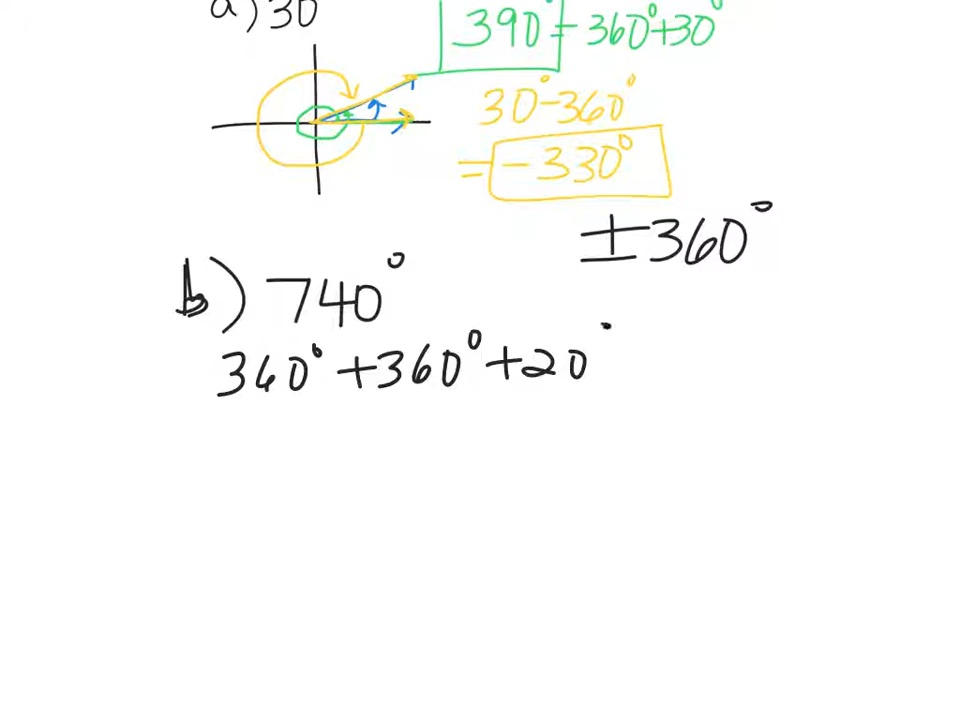 a) 30
390° = 360° + 30°
30° - 360°
= -330°
± 360°
b) 740°
360° + 360° + 20°